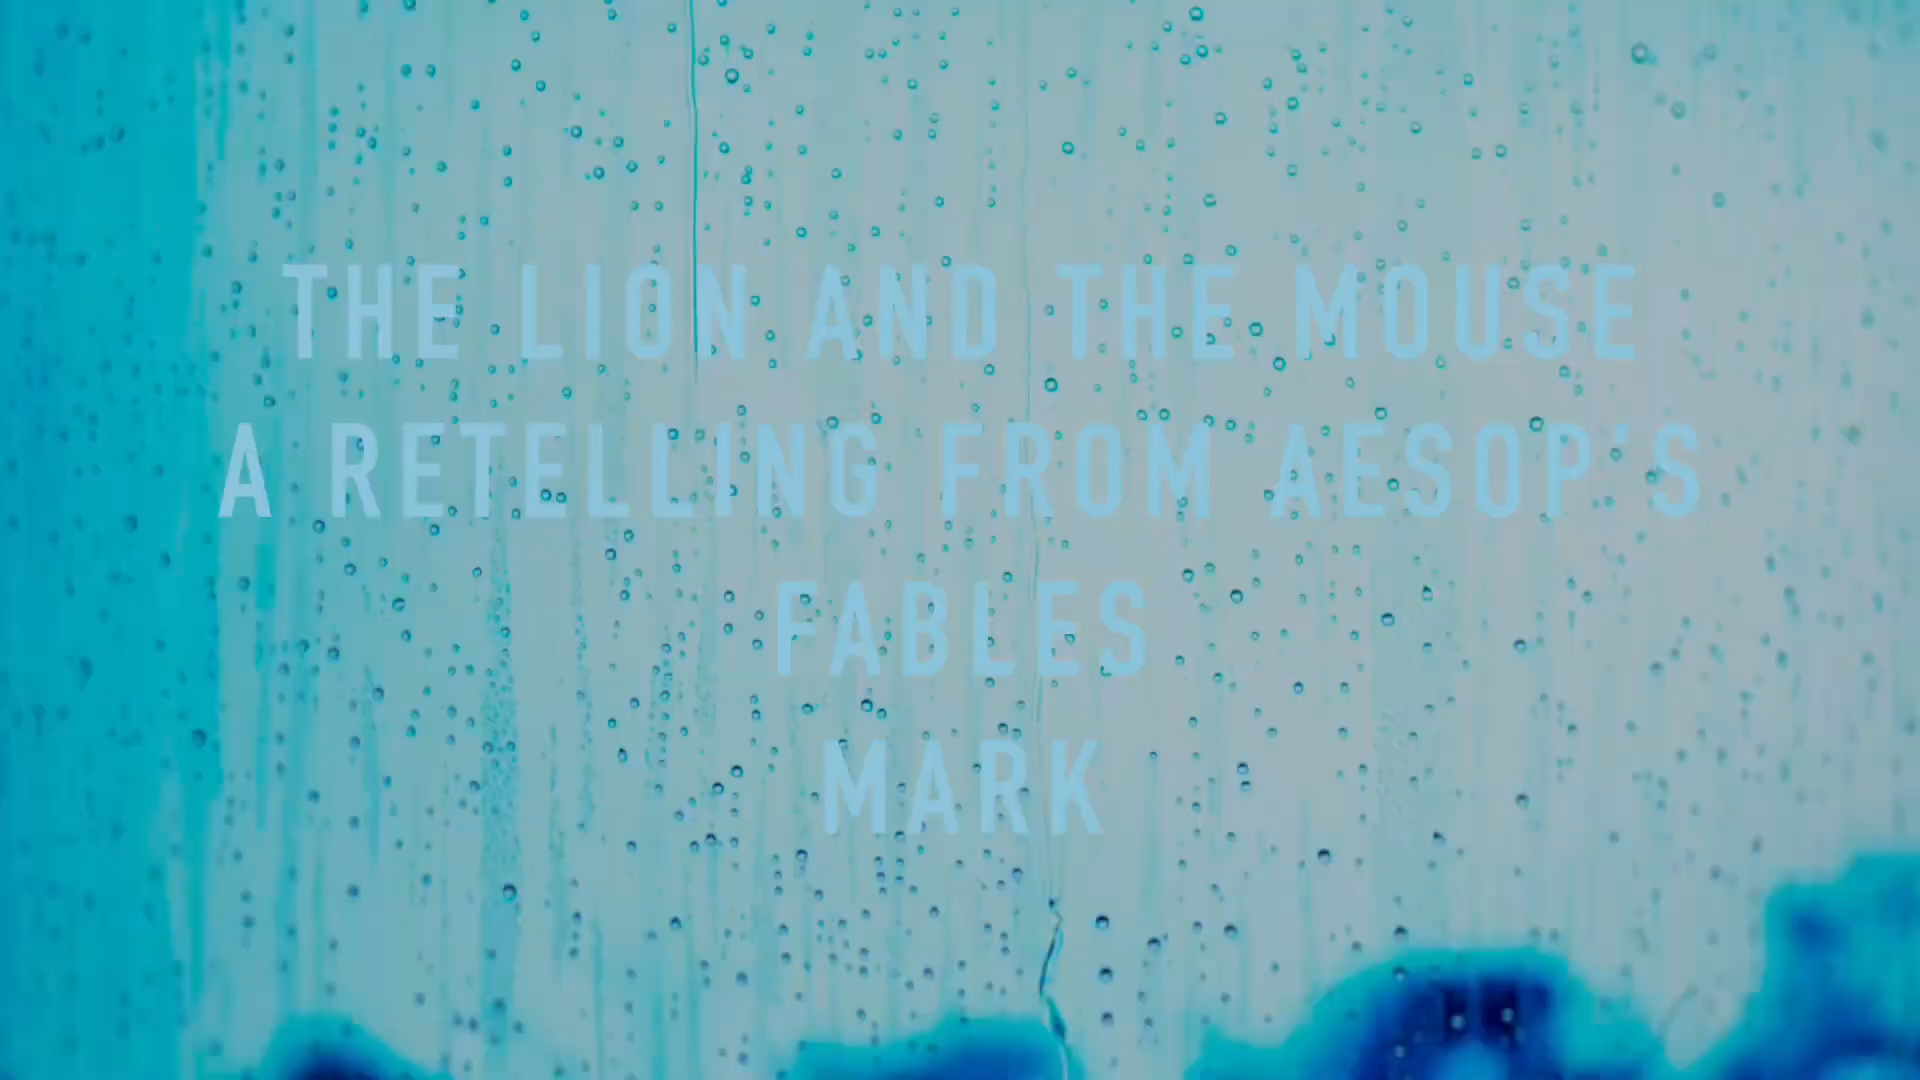 THE LION AND THE MOUSE
A RETELLING FROM AESOP'S
FABLES
MARK